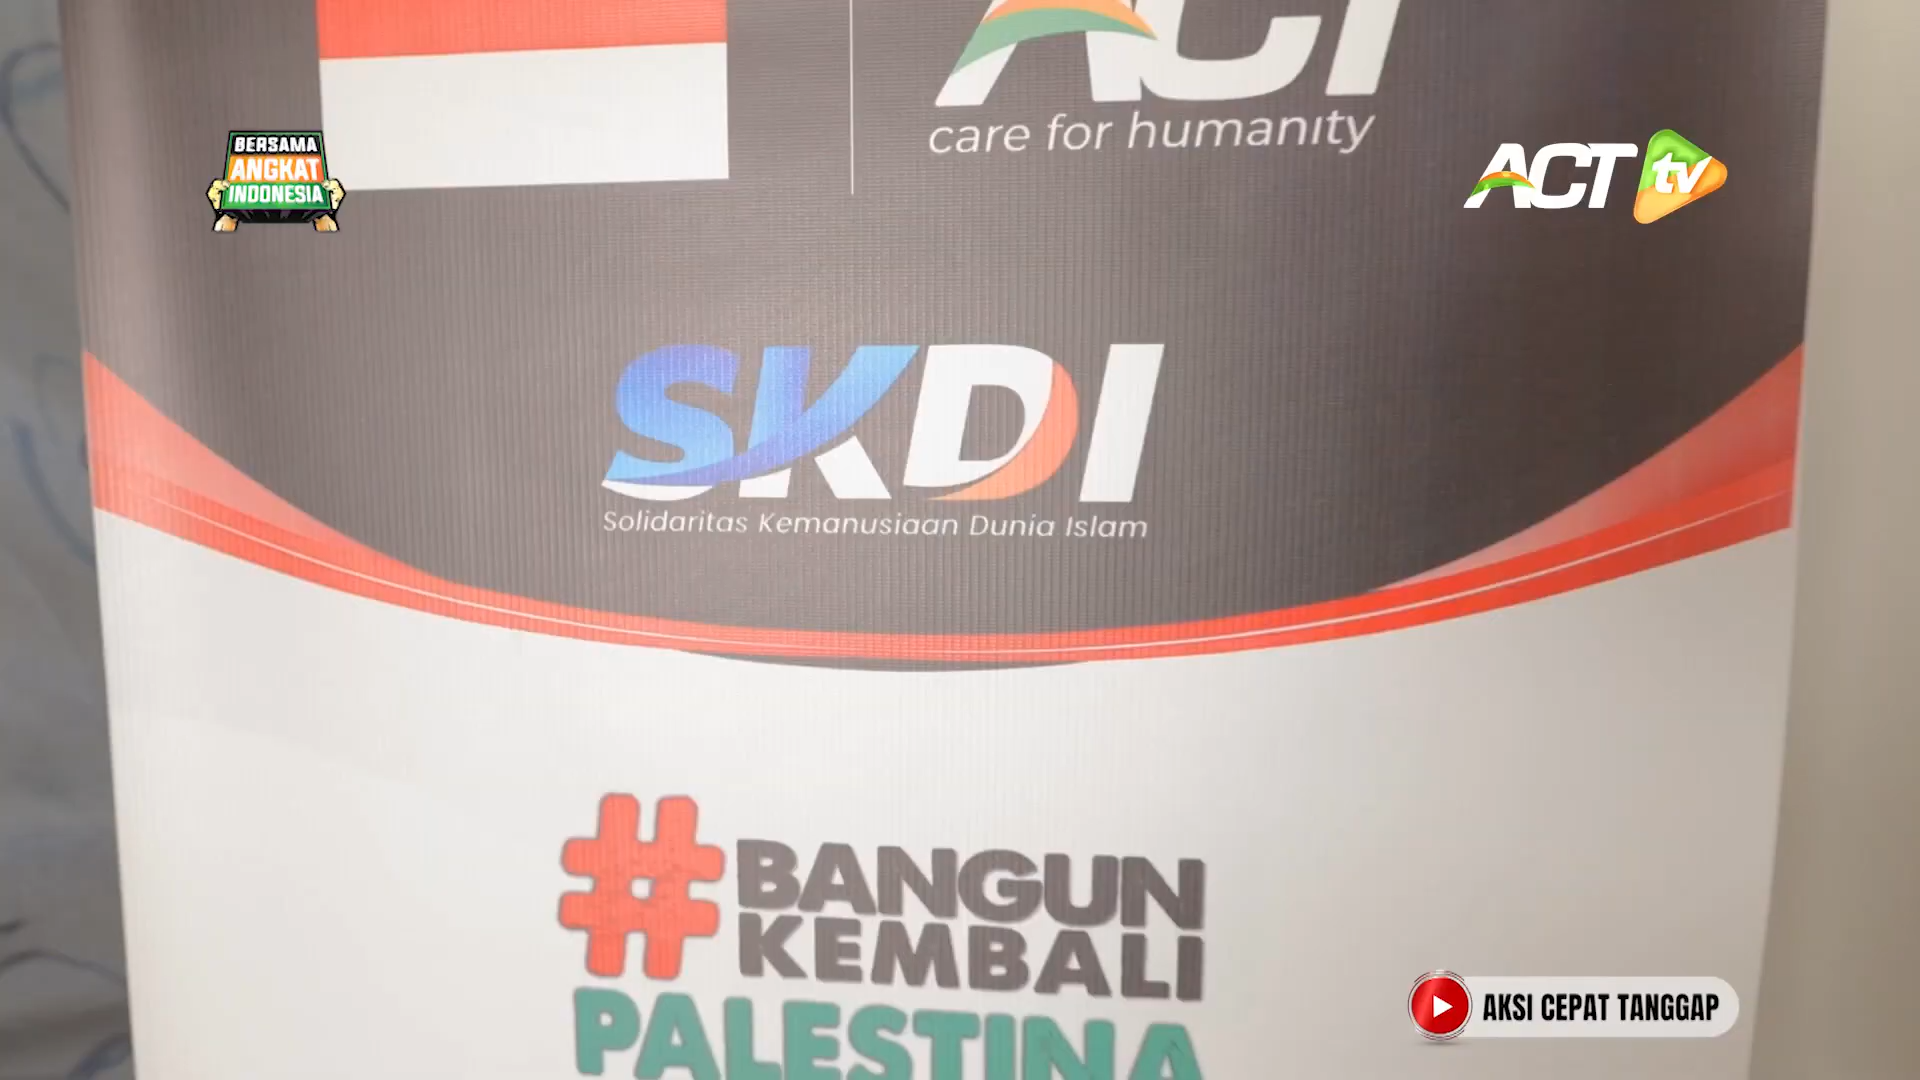 ACT
care for humanity
BERSAMA
ANGKAT
INDONESIA
ACT tv
SKDI
Solidaritas Kemanusiaan Dunia Islam
#BANGUN
KEMBALI
PALESTINA
AKSI CEPAT TANGGAP